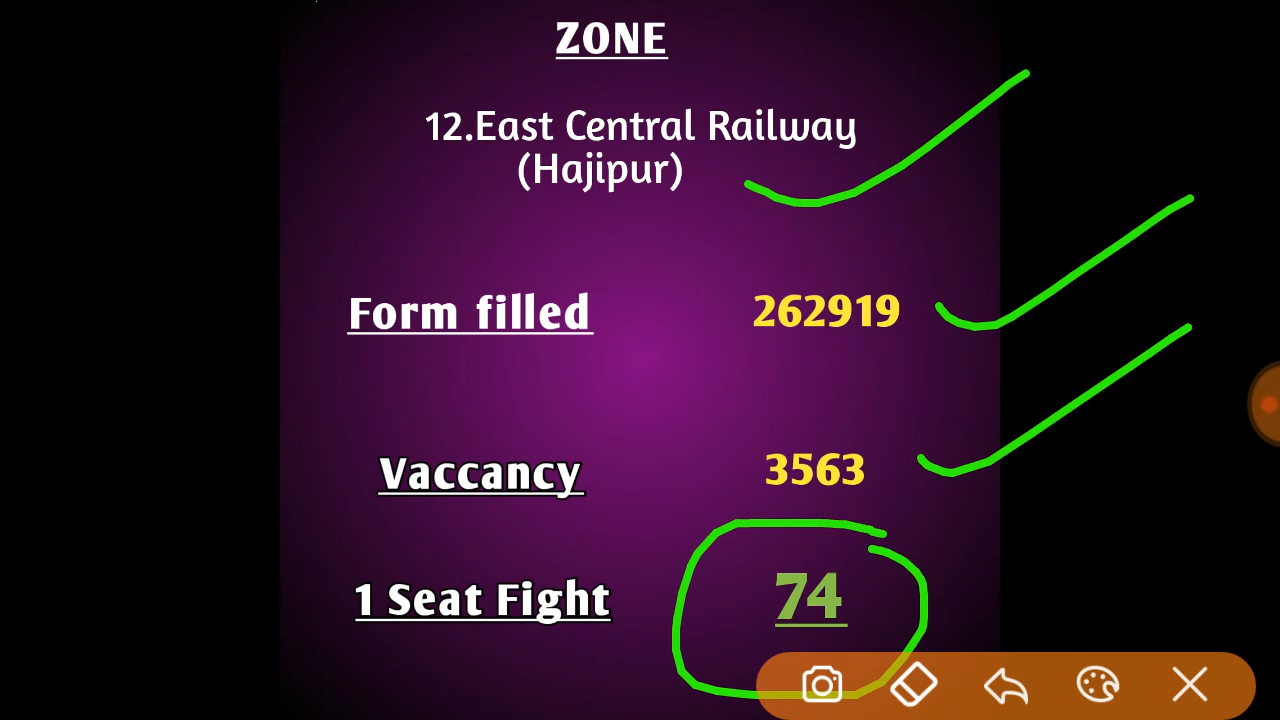 ZONE
12.East Central Railway
(Hajipur)
Form filled 262919
Vaccancy 3563
1 Seat Fight 74